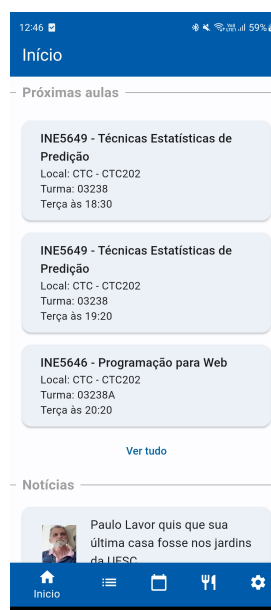 12:46 59%
Início
Próximas aulas
INE5649 - Técnicas Estatísticas de
Predição
Local: CTC - CTC202
Turma: 03238
Terça às 18:30
INE5649 - Técnicas Estatísticas de
Predição
Local: CTC - CTC202
Turma: 03238
Terça às 19:20
INE5646 - Programação para Web
Local: CTC - CTC202
Turma: 03238A
Terça às 20:20
Ver tudo
Notícias
Paulo Lavor quis que sua
última casa fosse nos jardins
da UFSC
Inicio